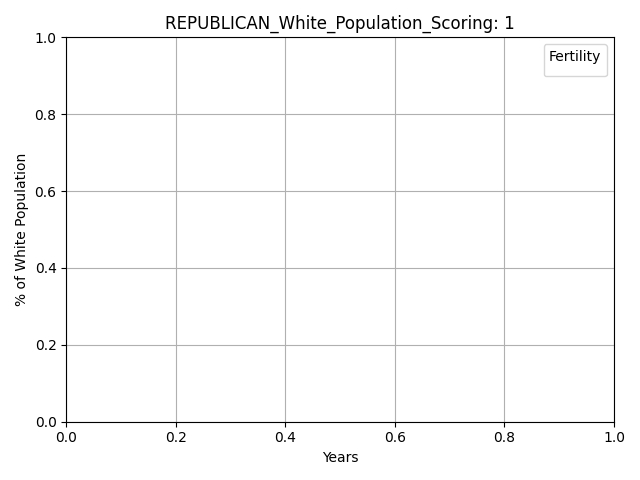 REPUBLICAN_White_Population_Scoring: 1
Fertility
% of White Population
1.0
0.8
0.6
0.4
0.2
0.0
0.0 0.2 0.4 0.6 0.8 1.0
Years